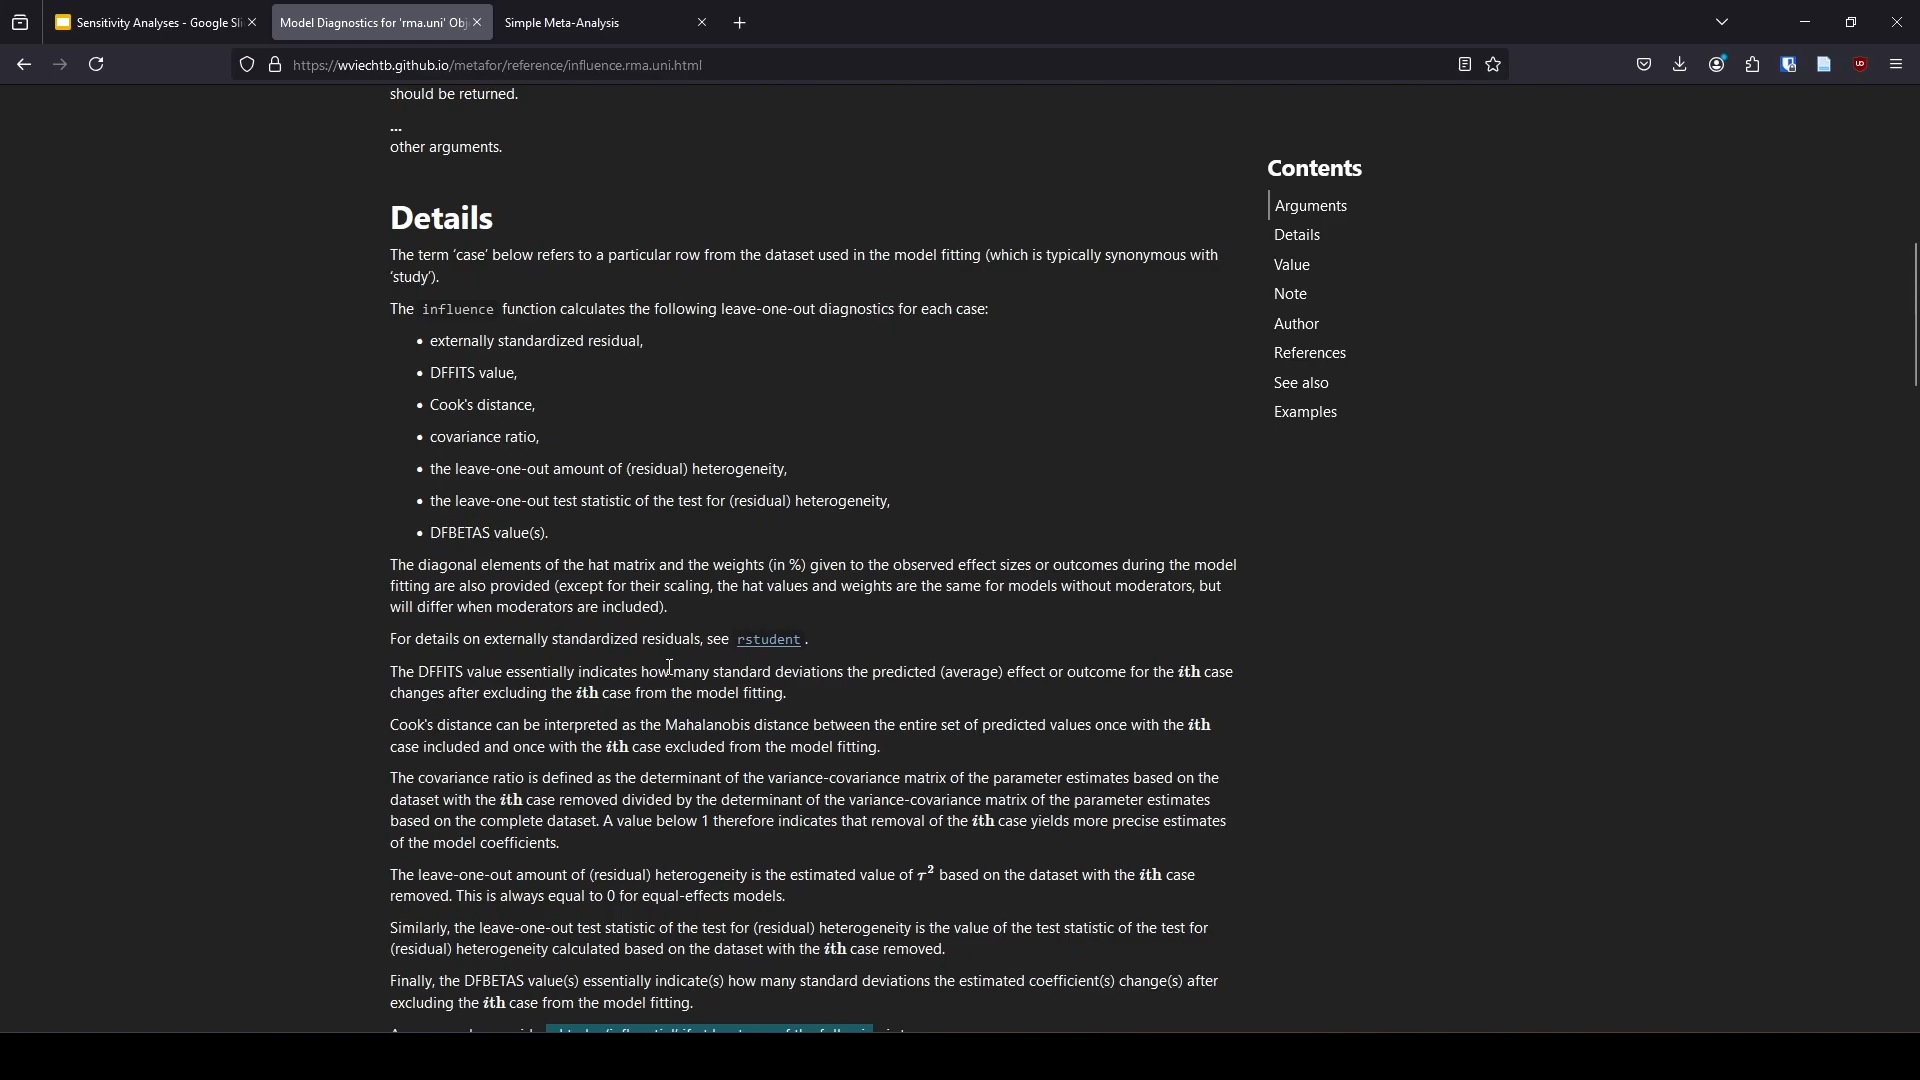 Sensitivity Analyses - Google Sli
Model Diagnostics for 'rma.uni' Obj
Simple Meta-Analysis
https://wviechtb.github.io/metafor/reference/influence.rma.uni.html
should be returned.
...
other arguments.
Contents
Arguments
Details
Value
Note
Author
References
See also
Examples
Details
The term ‘case’ below refers to a particular row from the dataset used in the model fitting (which is typically synonymous with
‘study’).
The influence function calculates the following leave-one-out diagnostics for each case:
• externally standardized residual,
• DFFITS value,
• Cook's distance,
• covariance ratio,
• the leave-one-out amount of (residual) heterogeneity,
• the leave-one-out test statistic of the test for (residual) heterogeneity,
• DFBETAS value(s).
The diagonal elements of the hat matrix and the weights (in %) given to the observed effect sizes or outcomes during the model
fitting are also provided (except for their scaling, the hat values and weights are the same for models without moderators, but
will differ when moderators are included).
For details on externally standardized residuals, see rstudent.
The DFFITS value essentially indicates how many standard deviations the predicted (average) effect or outcome for the ith case
changes after excluding the ith case from the model fitting.
Cook's distance can be interpreted as the Mahalanobis distance between the entire set of predicted values once with the ith
case included and once with the ith case excluded from the model fitting.
The covariance ratio is defined as the determinant of the variance-covariance matrix of the parameter estimates based on the
dataset with the ith case removed divided by the determinant of the variance-covariance matrix of the parameter estimates
based on the complete dataset. A value below 1 therefore indicates that removal of the ith case yields more precise estimates
of the model coefficients.
The leave-one-out amount of (residual) heterogeneity is the estimated value of τ² based on the dataset with the ith case
removed. This is always equal to 0 for equal-effects models.
Similarly, the leave-one-out test statistic of the test for (residual) heterogeneity is the value of the test statistic of the test for
(residual) heterogeneity calculated based on the dataset with the ith case removed.
Finally, the DFBETAS value(s) essentially indicate(s) how many standard deviations the estimated coefficient(s) change(s) after
excluding the ith case from the model fitting.